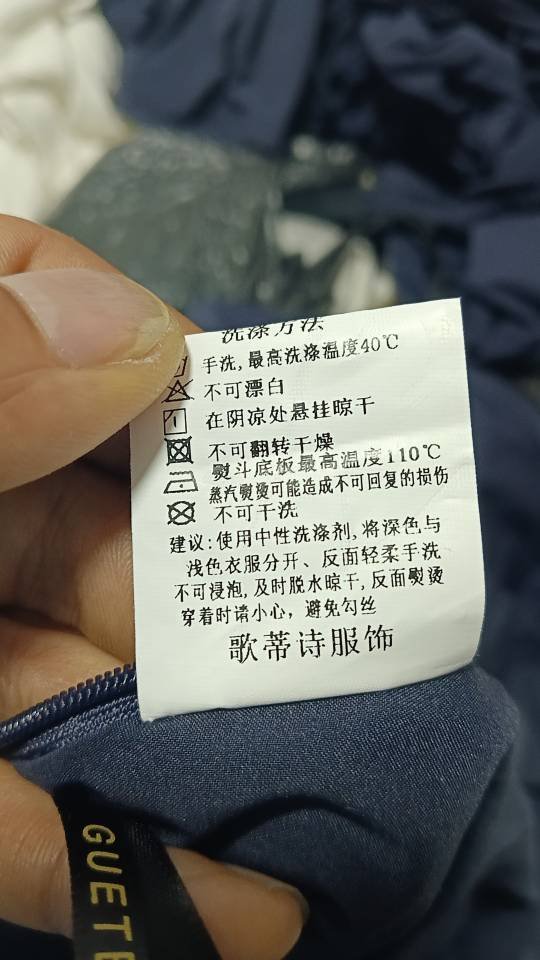 洗涤方法
手洗,最高洗涤温度40℃
不可漂白
在阴凉处悬挂晾干
不可翻转干燥
熨斗底板最高温度110℃
蒸汽熨烫可能造成不可回复的损伤
不可干洗
建议:使用中性洗涤剂,将深色与
浅色衣服分开、反面轻柔手洗
不可浸泡,及时脱水晾干,反面熨烫
穿着时请小心，避免勾丝
歌蒂诗服饰
GUETE